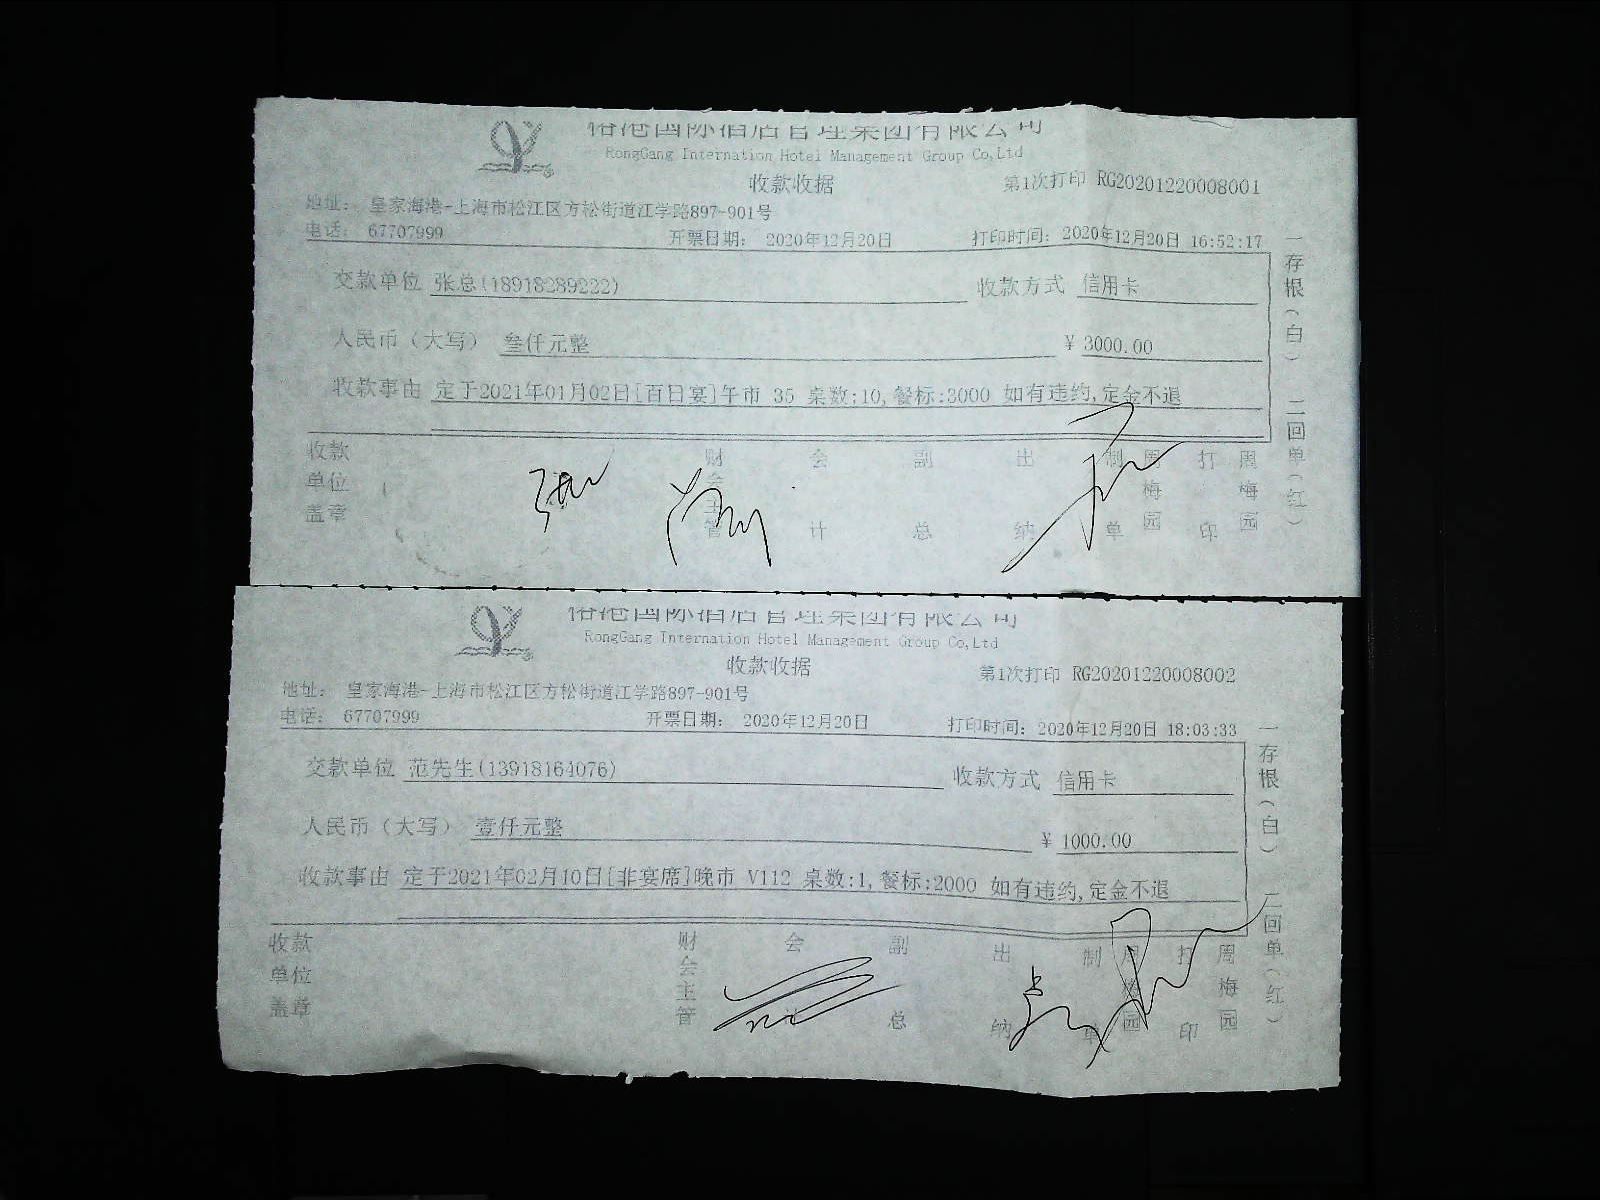 榕港国际酒店管理集团有限公司
RongGang Internation Hotel Management Group Co,Ltd
收款收据
第1次打印 RG20201220008001
地址: 皇家海港-上海市松江区方松街道江学路897-901号
电话: 67707999 开票日期: 2020年12月20日 打印时间: 2020年12月20日 16:52:17
交款单位 张总(18918289222) 收款方式 信用卡
人民币(大写) 叁仟元整 ¥ 3000.00
收款事由 定于2021年01月02日[百日宴]午市 35 桌数:10,餐标:3000 如有违约,定金不退
收款单位盖章 财会主管 会计 副总 出纳 制单 周梅园 打印 周梅园
一存根(白) 二回单(红)
榕港国际酒店管理集团有限公司
RongGang Internation Hotel Management Group Co,Ltd
收款收据
第1次打印 RG20201220008002
地址: 皇家海港-上海市松江区方松街道江学路897-901号
电话: 67707999 开票日期: 2020年12月20日 打印时间: 2020年12月20日 18:03:33
交款单位 范先生(13918164076) 收款方式 信用卡
人民币(大写) 壹仟元整 ¥ 1000.00
收款事由 定于2021年02月10日[非宴席]晚市 V112 桌数:1,餐标:2000 如有违约,定金不退
收款单位盖章 财会主管 会计 副总 出纳 制单 周梅园 打印 周梅园
一存根(白) 二回单(红)